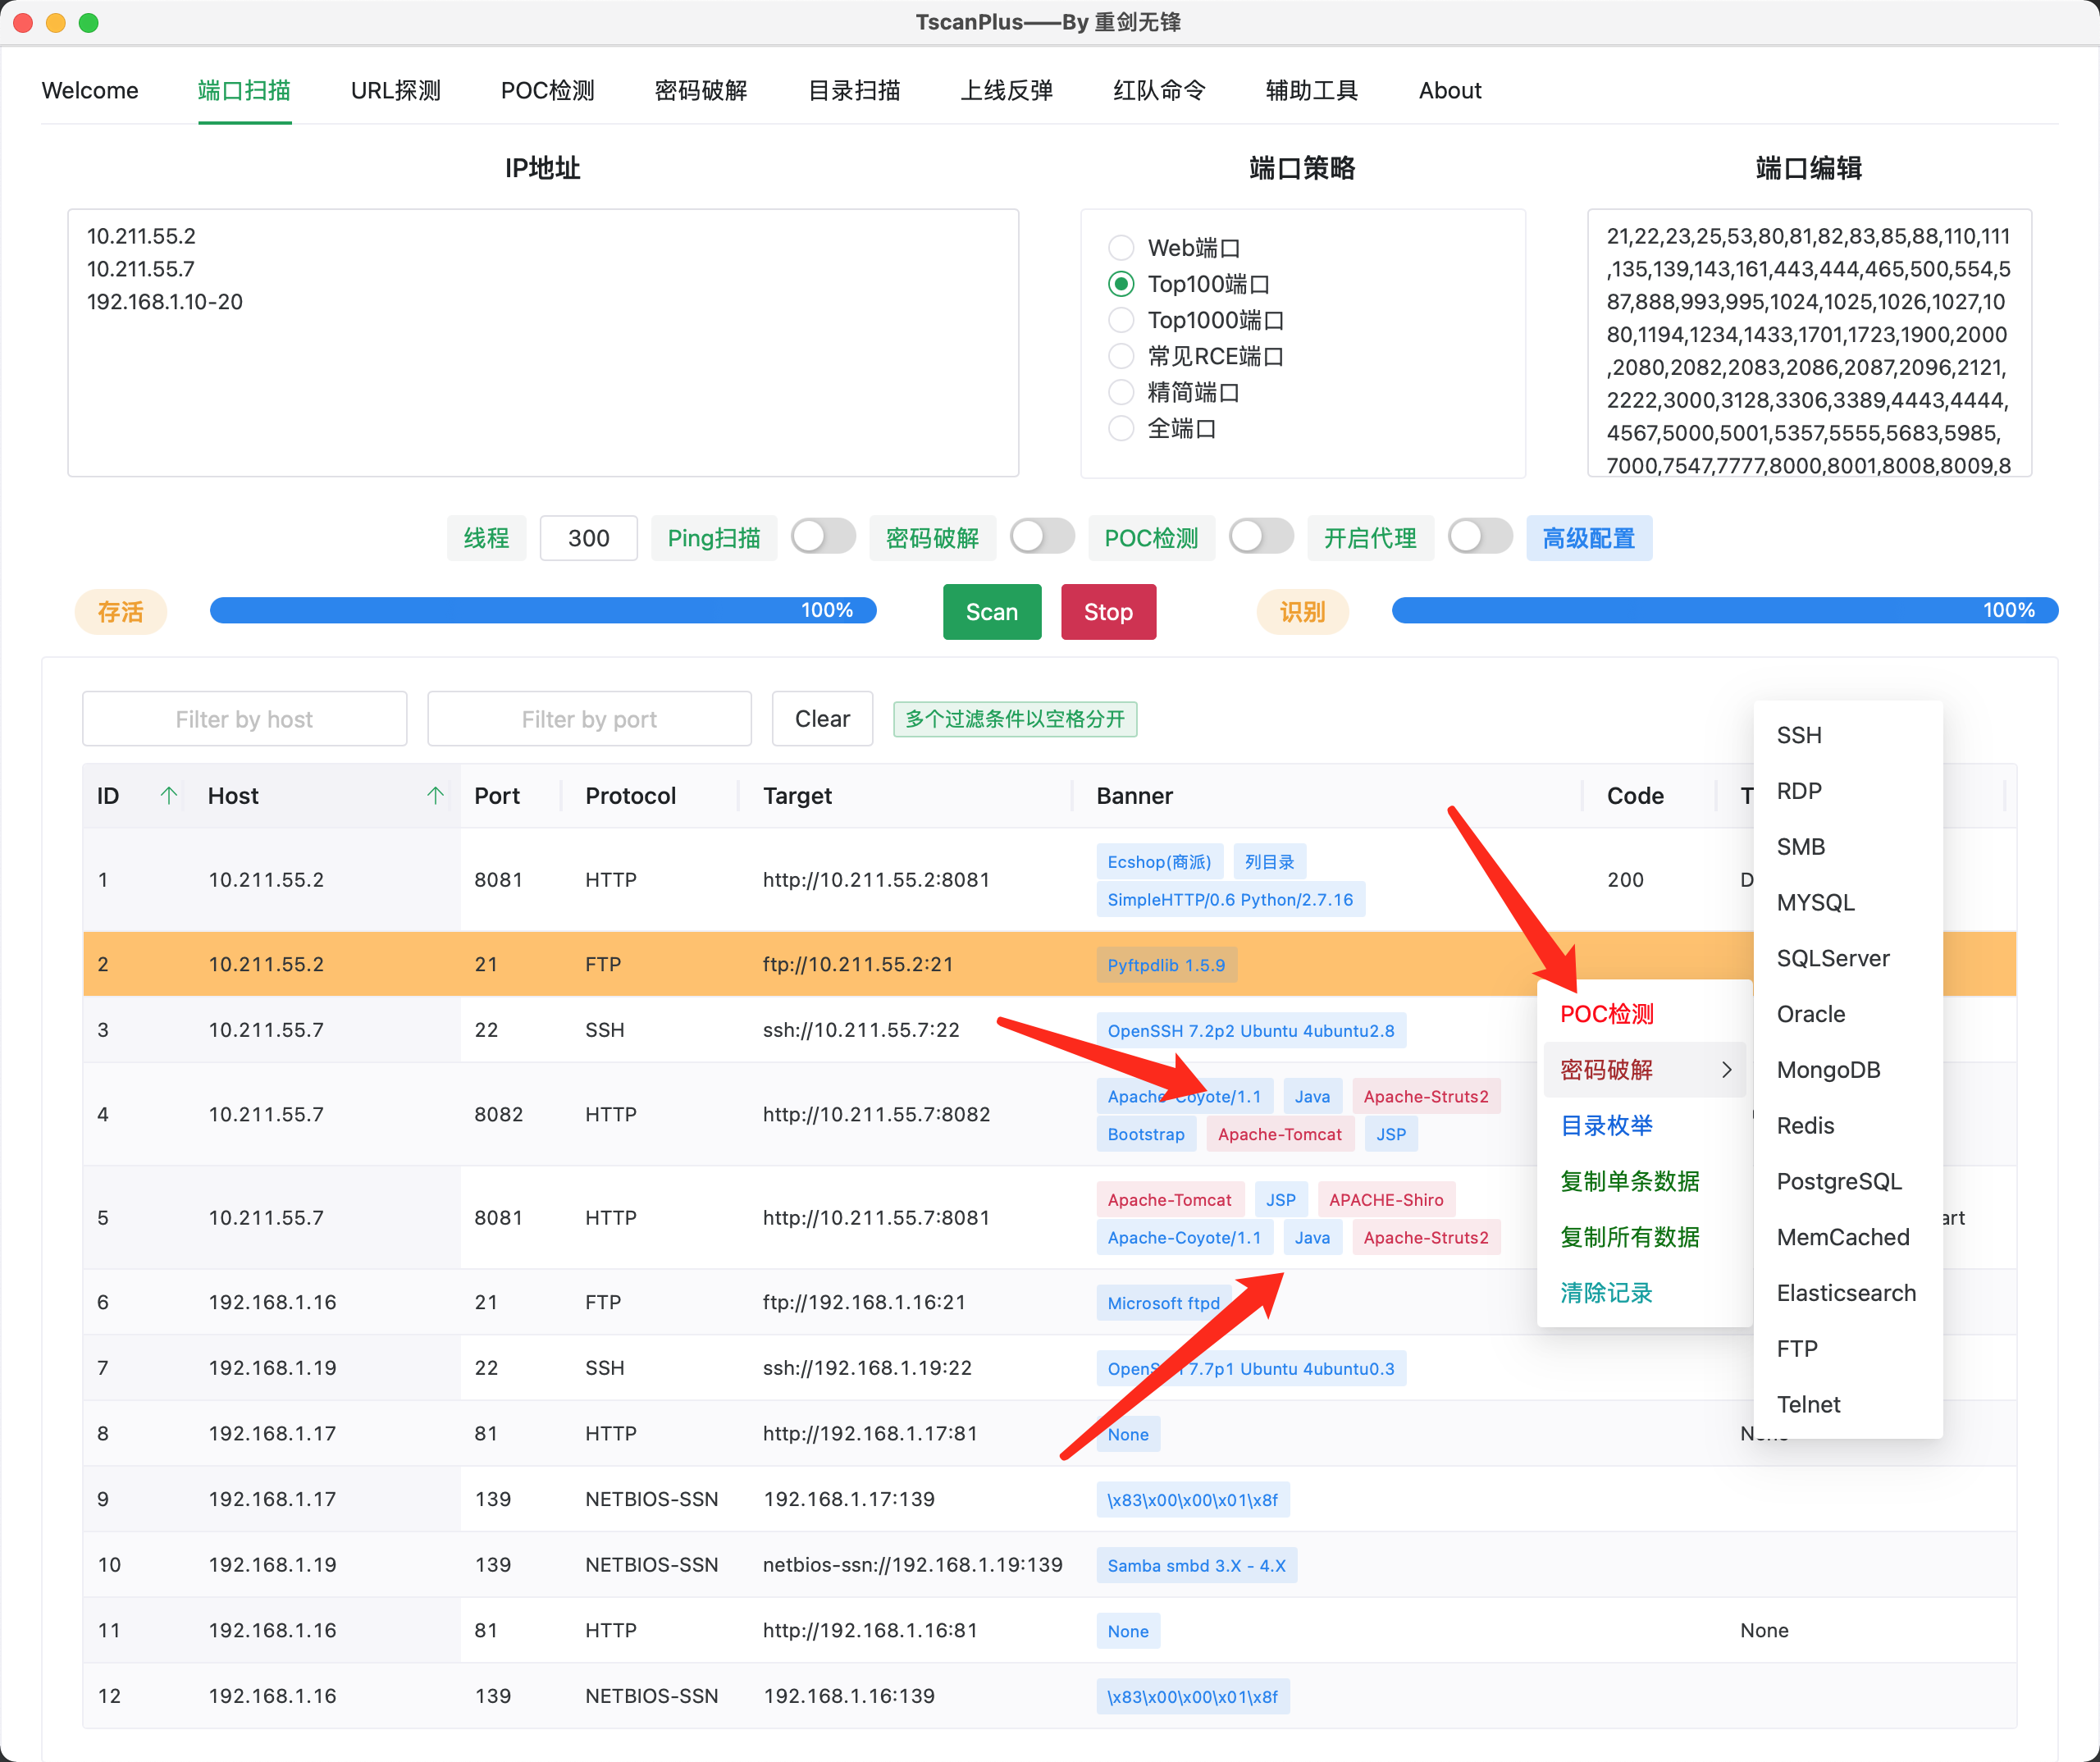 TscanPlus——By 重剑无锋
Welcome 端口扫描 URL探测 POC检测 密码破解 目录扫描 上线反弹 红队命令 辅助工具 About
IP地址
10.211.55.2
10.211.55.7
192.168.1.10-20
端口策略
Web端口
Top100端口
Top1000端口
常见RCE端口
精简端口
全端口
端口编辑
21,22,23,25,53,80,81,82,83,85,88,110,111
,135,139,143,161,443,444,465,500,554,5
87,888,993,995,1024,1025,1026,1027,10
80,1194,1234,1433,1701,1723,1900,2000
,2080,2082,2083,2086,2087,2096,2121,
2222,3000,3128,3306,3389,4443,4444,
4567,5000,5001,5357,5555,5683,5985,
7000,7547,7777,8000,8001,8008,8009,8
线程 300 Ping扫描 密码破解 POC检测 开启代理 高级配置
存活 100% Scan Stop 识别 100%
Filter by host Filter by port Clear 多个过滤条件以空格分开
ID Host Port Protocol Target Banner Code T
1 10.211.55.2 8081 HTTP http://10.211.55.2:8081 Ecshop(商派) 列目录 200 D
SimpleHTTP/0.6 Python/2.7.16
2 10.211.55.2 21 FTP ftp://10.211.55.2:21 Pyftpdlib 1.5.9
3 10.211.55.7 22 SSH ssh://10.211.55.7:22 OpenSSH 7.2p2 Ubuntu 4ubuntu2.8
4 10.211.55.7 8082 HTTP http://10.211.55.7:8082 Apache-Coyote/1.1 Java Apache-Struts2
Bootstrap Apache-Tomcat JSP
5 10.211.55.7 8081 HTTP http://10.211.55.7:8081 Apache-Tomcat JSP APACHE-Shiro art
Apache-Coyote/1.1 Java Apache-Struts2
6 192.168.1.16 21 FTP ftp://192.168.1.16:21 Microsoft ftpd
7 192.168.1.19 22 SSH ssh://192.168.1.19:22 OpenSSH 7.7p1 Ubuntu 4ubuntu0.3
8 192.168.1.17 81 HTTP http://192.168.1.17:81 None None
9 192.168.1.17 139 NETBIOS-SSN 192.168.1.17:139 \x83\x00\x00\x01\x8f
10 192.168.1.19 139 NETBIOS-SSN netbios-ssn://192.168.1.19:139 Samba smbd 3.X - 4.X
11 192.168.1.16 81 HTTP http://192.168.1.16:81 None None
12 192.168.1.16 139 NETBIOS-SSN 192.168.1.16:139 \x83\x00\x00\x01\x8f
POC检测
密码破解
目录枚举
复制单条数据
复制所有数据
清除记录
SSH
RDP
SMB
MYSQL
SQLServer
Oracle
MongoDB
Redis
PostgreSQL
MemCached
Elasticsearch
FTP
Telnet